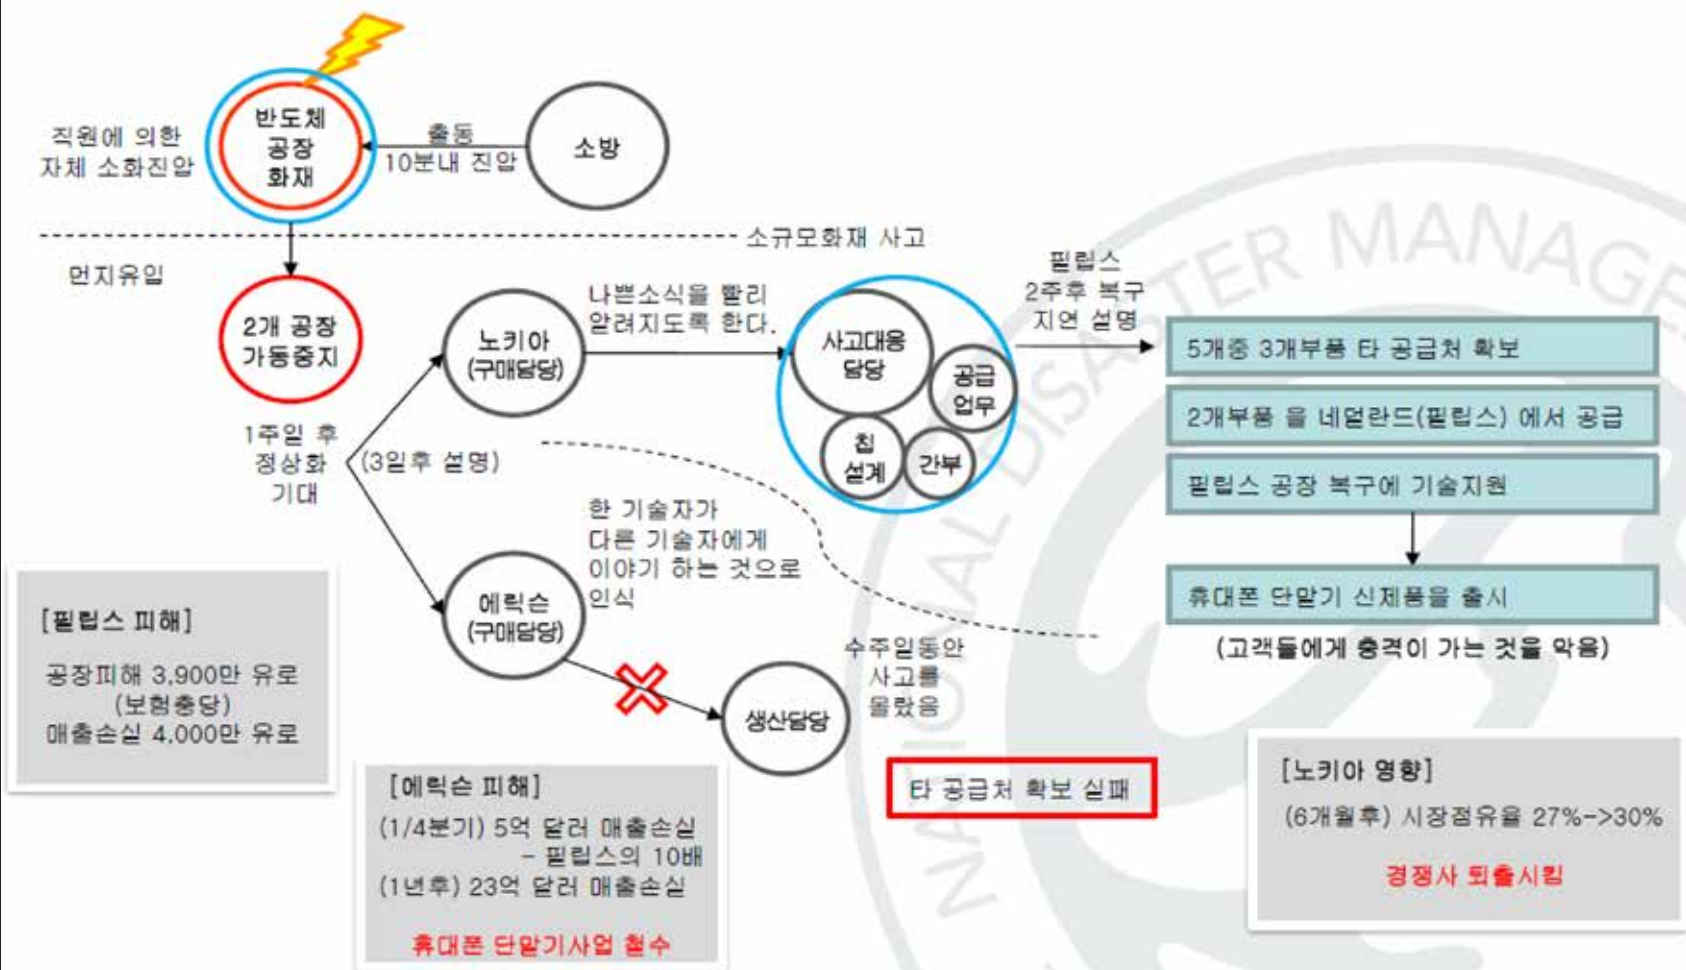 직원에 의한
자체 소화진압
반도체
공장
화재
출동
10분내 진압
소방
소규모화재 사고
먼지유입
2개 공장
가동중지
1주일 후
정상화
기대
(3일후 설명)
노키아
(구매담당)
나쁜소식을 빨리
알려지도록 한다.
사고대응
담당
공급
업무
칩
설계
간부
필립스
2주후 복구
지연 설명
5개중 3개부품 타 공급처 확보
2개부품 을 네덜란드(필립스) 에서 공급
필립스 공장 복구에 기술지원
휴대폰 단말기 신제품을 출시
(고객들에게 충격이 가는 것을 막음)
에릭슨
(구매담당)
한 기술자가
다른 기술자에게
이야기 하는 것으로
인식
생산담당
수주일동안
사고를
몰랐음
타 공급처 확보 실패
[필립스 피해]
공장피해 3,900만 유로
(보험충당)
매출손실 4,000만 유로
[에릭슨 피해]
(1/4분기) 5억 달러 매출손실
- 필립스의 10배
(1년후) 23억 달러 매출손실
휴대폰 단말기사업 철수
[노키아 영향]
(6개월후) 시장점유율 27%->30%
경쟁사 퇴출시킴
NATIONAL DISASTER MANAGE